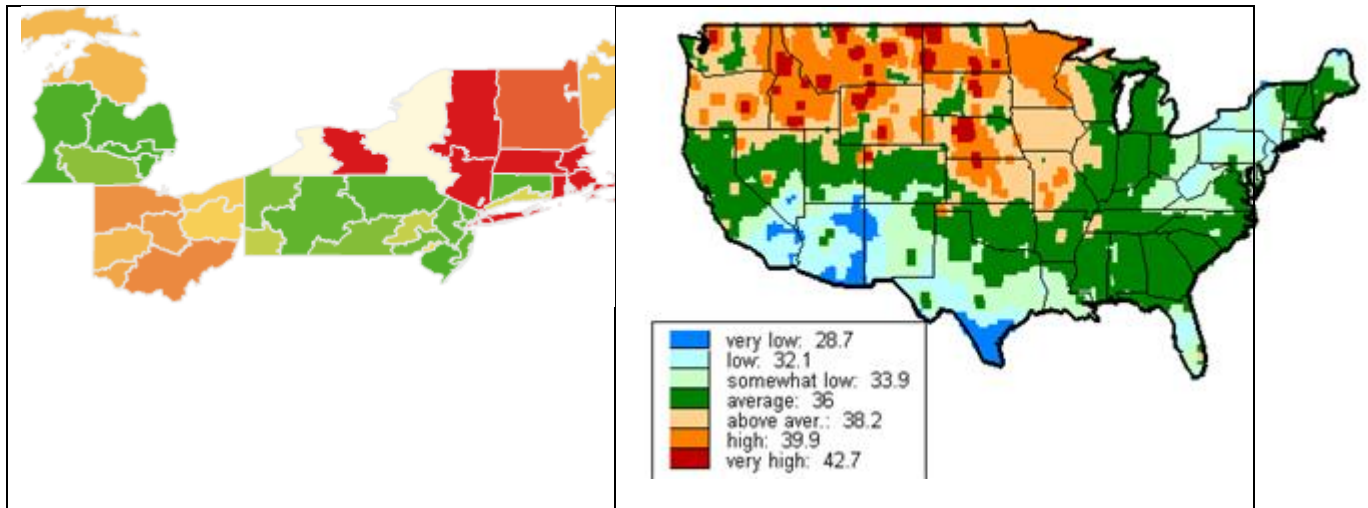 very low: 28.7
low: 32.1
somewhat low: 33.9
average: 36
above aver.: 38.2
high: 39.9
very high: 42.7